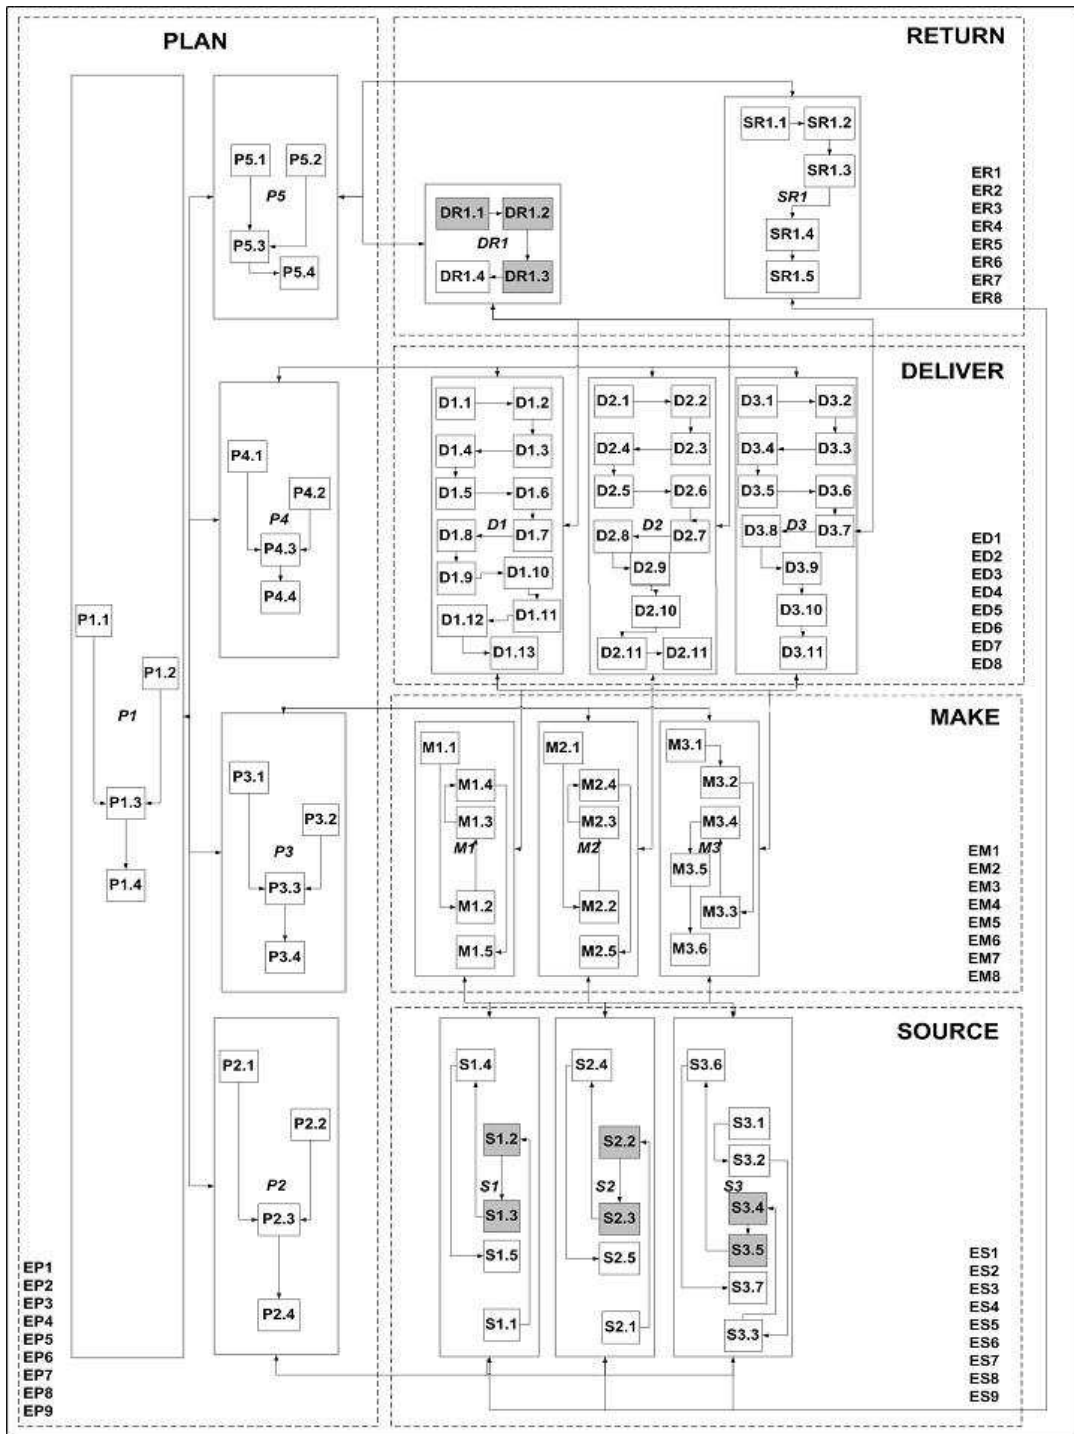 PLAN
P1.1
P1.2
P1
P1.3
P1.4
P5.1
P5.2
P5
P5.3
P5.4
P4.1
P4.2
P4
P4.3
P4.4
P3.1
P3.2
P3
P3.3
P3.4
P2.1
P2.2
P2
P2.3
P2.4
EP1
EP2
EP3
EP4
EP5
EP6
EP7
EP8
EP9
RETURN
DR1.1
DR1.2
DR1
DR1.4
DR1.3
SR1.1
SR1.2
SR1.3
SR1
SR1.4
SR1.5
ER1
ER2
ER3
ER4
ER5
ER6
ER7
ER8
DELIVER
D1.1
D1.2
D1.4
D1.3
D1.5
D1.6
D1.8
D1
D1.7
D1.9
D1.10
D1.12
D1.11
D1.13
D2.1
D2.2
D2.4
D2.3
D2.5
D2.6
D2.8
D2
D2.7
D2.9
D2.10
D2.11
D2.11
D3.1
D3.2
D3.4
D3.3
D3.5
D3.6
D3.8
D3
D3.7
D3.9
D3.10
D3.11
ED1
ED2
ED3
ED4
ED5
ED6
ED7
ED8
MAKE
M1.1
M1.4
M1.3
M1
M1.2
M1.5
M2.1
M2.4
M2.3
M2
M2.2
M2.5
M3.1
M3.2
M3.4
M3
M3.5
M3.3
M3.6
EM1
EM2
EM3
EM4
EM5
EM6
EM7
EM8
SOURCE
S1.4
S1.2
S1
S1.3
S1.5
S1.1
S2.4
S2.2
S2
S2.3
S2.5
S2.1
S3.6
S3.1
S3.2
S3
S3.4
S3.5
S3.7
S3.3
ES1
ES2
ES3
ES4
ES5
ES6
ES7
ES8
ES9